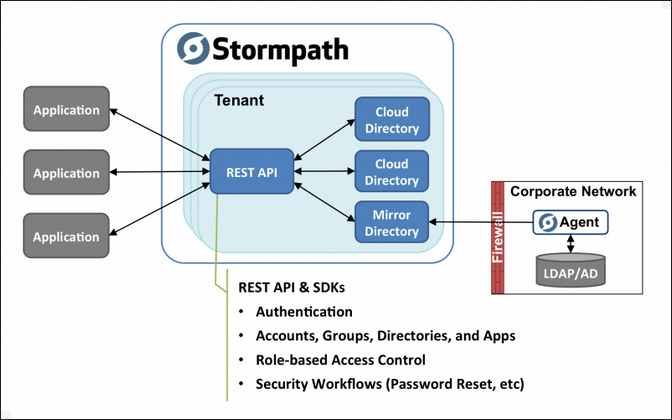 Stormpath
Tenant
Application
Application
Application
REST API
Cloud
Directory
Cloud
Directory
Mirror
Directory
Corporate Network
Firewall
Agent
LDAP/AD
REST API & SDKs
• Authentication
• Accounts, Groups, Directories, and Apps
• Role-based Access Control
• Security Workflows (Password Reset, etc)